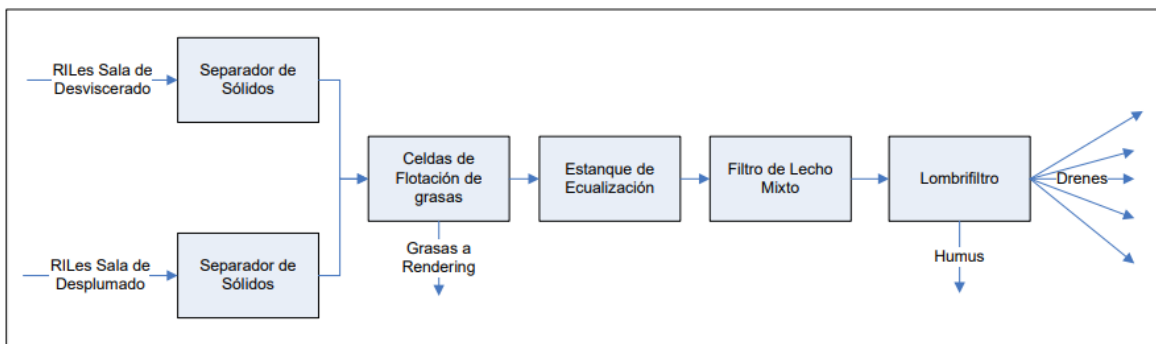 RILes Sala de
Desviscerado
Separador de
Sólidos
Celdas de
Flotación de
grasas
Estanque de
Ecualización
Filtro de Lecho
Mixto
Lombrifiltro
Drenes
Grasas a
Rendering
Humus
RILes Sala de
Desplumado
Separador de
Sólidos